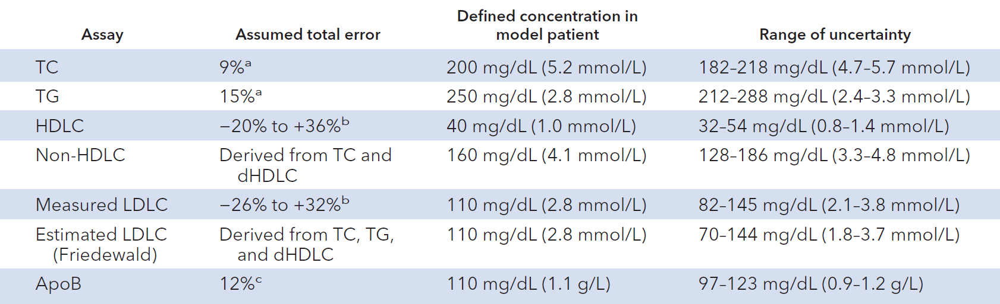 Assay Assumed total error Defined concentration in model patient Range of uncertainty
TC 9%ᵃ 200 mg/dL (5.2 mmol/L) 182–218 mg/dL (4.7–5.7 mmol/L)
TG 15%ᵃ 250 mg/dL (2.8 mmol/L) 212–288 mg/dL (2.4–3.3 mmol/L)
HDLC −20% to +36%ᵇ 40 mg/dL (1.0 mmol/L) 32–54 mg/dL (0.8–1.4 mmol/L)
Non-HDLC Derived from TC and 160 mg/dL (4.1 mmol/L) 128–186 mg/dL (3.3–4.8 mmol/L)
dHDLC
Measured LDLC −26% to +32%ᵇ 110 mg/dL (2.8 mmol/L) 82–145 mg/dL (2.1–3.8 mmol/L)
Estimated LDLC Derived from TC, TG, 110 mg/dL (2.8 mmol/L) 70–144 mg/dL (1.8–3.7 mmol/L)
(Friedewald) and dHDLC
ApoB 12%ᶜ 110 mg/dL (1.1 g/L) 97–123 mg/dL (0.9–1.2 g/L)